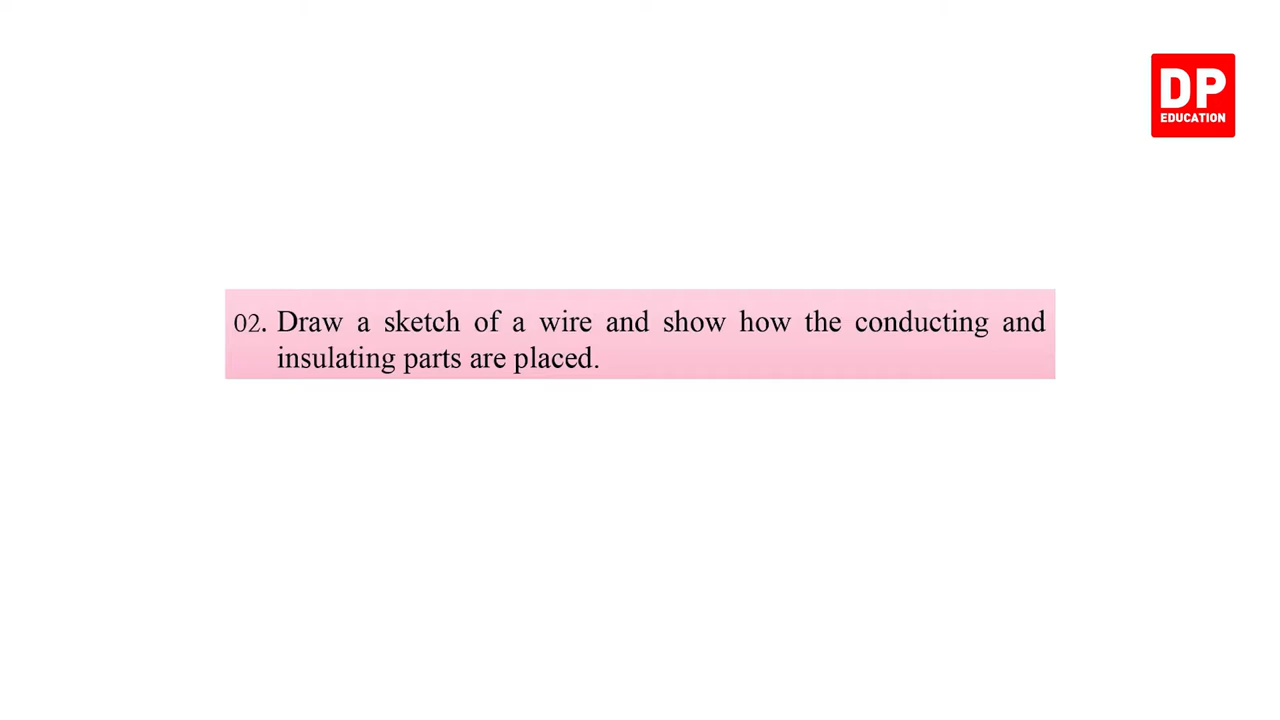 DP
EDUCATION
02. Draw a sketch of a wire and show how the conducting and
insulating parts are placed.